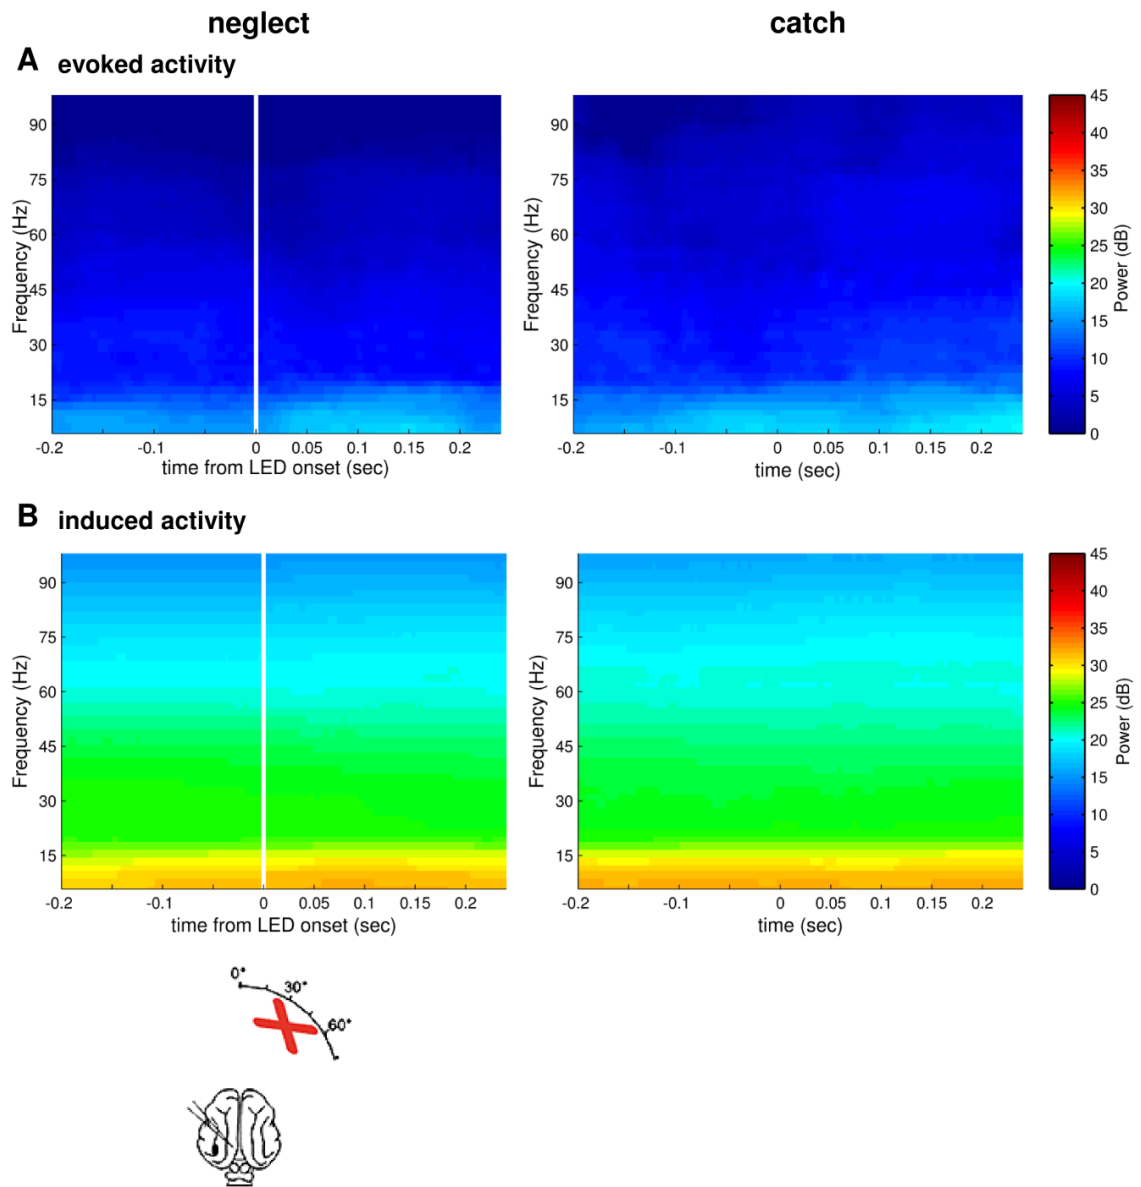 neglect catch
A evoked activity
90
75
60
45
30
15
Frequency (Hz)
-0.2 -0.1 0 0.05 0.1 0.15 0.2
time from LED onset (sec)
90
75
60
45
30
15
Frequency (Hz)
-0.2 -0.1 0 0.05 0.1 0.15 0.2
time (sec)
45
40
35
30
25
20
15
10
5
0
Power (dB)
B induced activity
90
75
60
45
30
15
Frequency (Hz)
-0.2 -0.1 0 0.05 0.1 0.15 0.2
time from LED onset (sec)
90
75
60
45
30
15
Frequency (Hz)
-0.2 -0.1 0 0.05 0.1 0.15 0.2
time (sec)
45
40
35
30
25
20
15
10
5
0
Power (dB)
0°
30°
60°